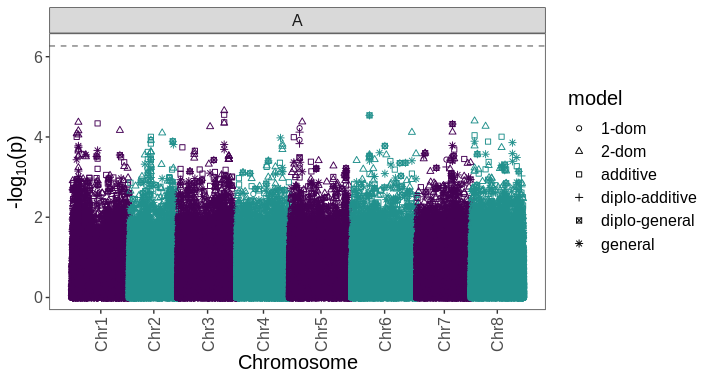 A
-log10(p)
6
4
2
0
Chr1
Chr2
Chr3
Chr4
Chr5
Chr6
Chr7
Chr8
Chromosome
model
1-dom
2-dom
additive
diplo-additive
diplo-general
general